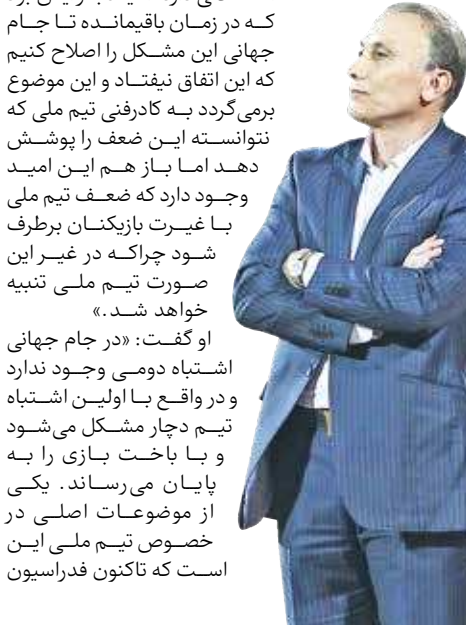 که در زمان باقیمانده تا جام
جهانی این مشکل را اصلاح کنیم
که این اتفاق نیفتاد و این موضوع
برمی‌گردد به کادرفنی تیم ملی که
نتوانسته این ضعف را پوشش
دهد اما باز هم این امید
وجود دارد که ضعف تیم ملی
با غیرت بازیکنان برطرف
شود چراکه در غیر این
صورت تیم ملی تنبیه
خواهد شد.»
او گفت: «در جام جهانی
اشتباه دومی وجود ندارد
و در واقع با اولین اشتباه
تیم دچار مشکل می‌شود
و با باخت بازی را به
پایان می‌رساند. یکی
از موضوعات اصلی در
خصوص تیم ملی این
است که تاکنون فدراسیون